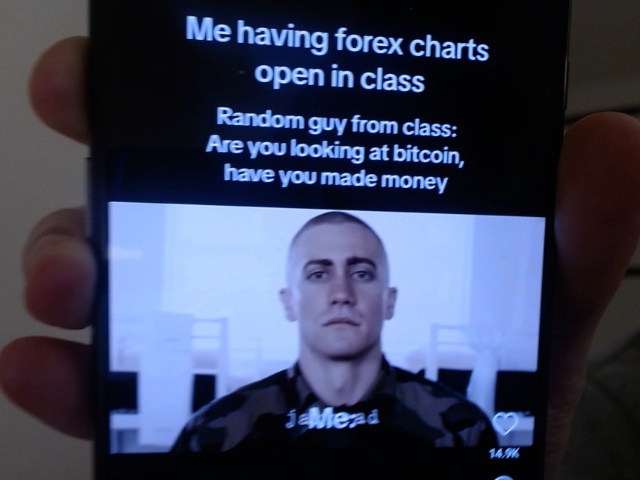 Me having forex charts
open in class
Random guy from class:
Are you looking at bitcoin,
have you made money
Me:
14.9K